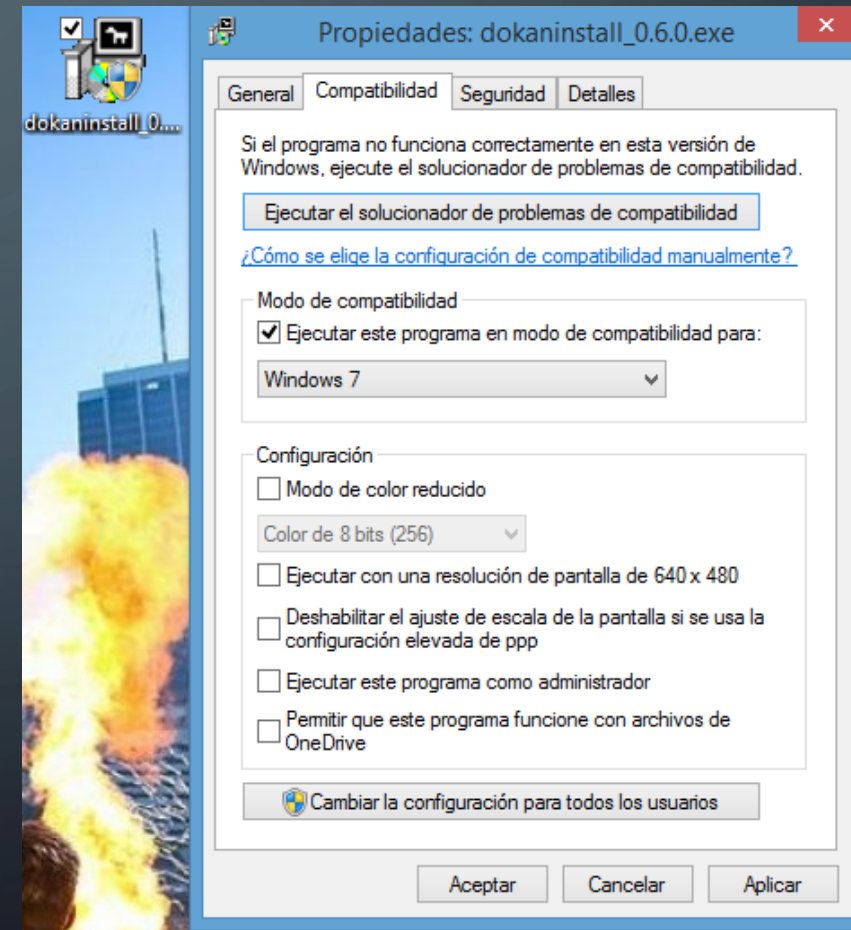 dokaninstall_0....
Propiedades: dokaninstall_0.6.0.exe
General
Compatibilidad
Seguridad
Detalles
Si el programa no funciona correctamente en esta versión de
Windows, ejecute el solucionador de problemas de compatibilidad.
Ejecutar el solucionador de problemas de compatibilidad
¿Cómo se elige la configuración de compatibilidad manualmente?
Modo de compatibilidad
Ejecutar este programa en modo de compatibilidad para:
Windows 7
Configuración
Modo de color reducido
Color de 8 bits (256)
Ejecutar con una resolución de pantalla de 640 x 480
Deshabilitar el ajuste de escala de la pantalla si se usa la
configuración elevada de ppp
Ejecutar este programa como administrador
Permitir que este programa funcione con archivos de
OneDrive
Cambiar la configuración para todos los usuarios
Aceptar
Cancelar
Aplicar